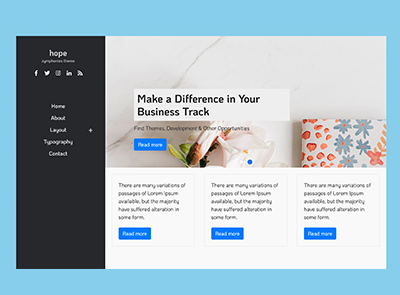 hope
cymphonies theme
Home
About
Layout +
Typography
Contact
Make a Difference in Your
Business Track
Find Themes, Development & Other Opportunities
Read more
There are many variations of
passages of Lorem Ipsum
available, but the majority
have suffered alteration in
some form.
Read more
There are many variations of
passages of Lorem Ipsum
available, but the majority
have suffered alteration in
some form.
Read more
There are many variations of
passages of Lorem Ipsum
available, but the majority
have suffered alteration in
some form.
Read more